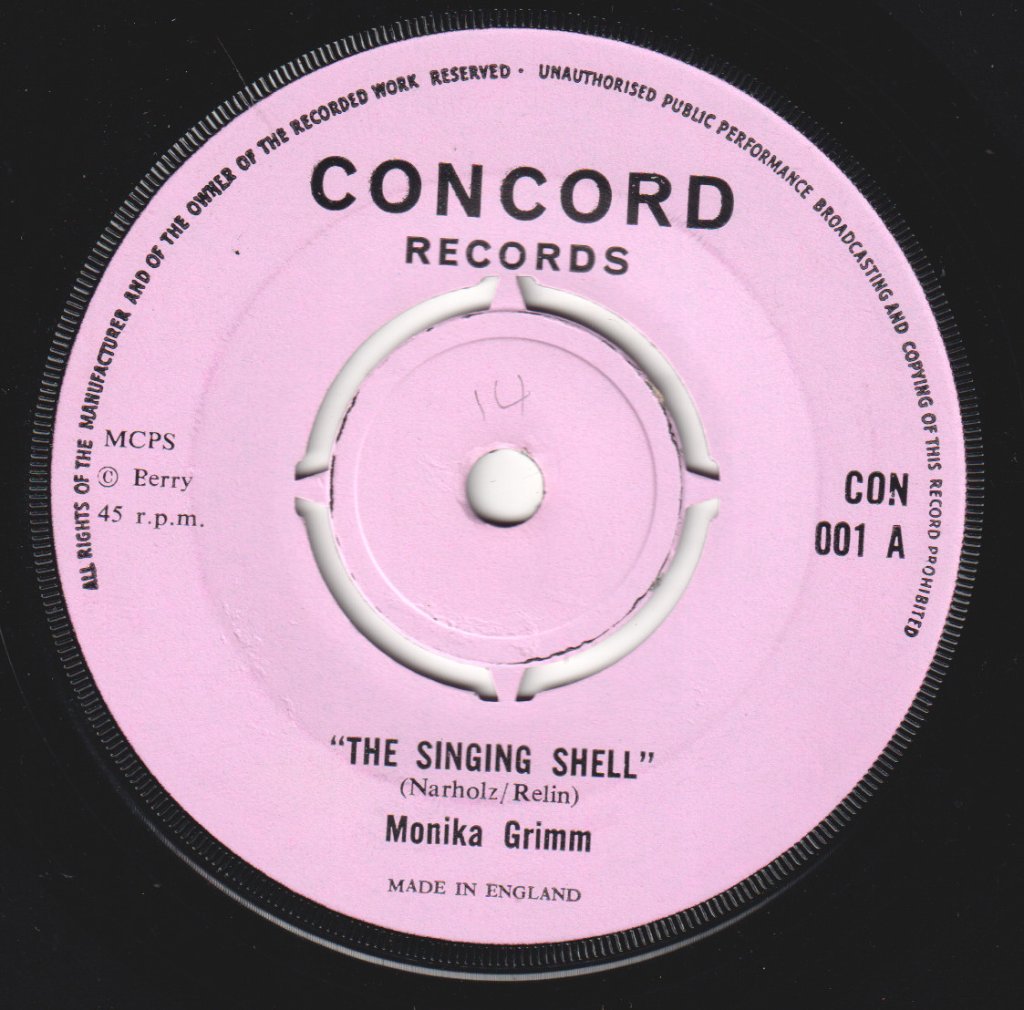 ALL RIGHTS OF THE MANUFACTURER AND OF THE OWNER OF THE RECORDED WORK RESERVED · UNAUTHORISED PUBLIC PERFORMANCE BROADCASTING AND COPYING OF THIS RECORD PROHIBITED
CONCORD
RECORDS
14
MCPS
© Berry
45 r.p.m.
CON
001 A
“THE SINGING SHELL”
(Narholz/Relin)
Monika Grimm
MADE IN ENGLAND